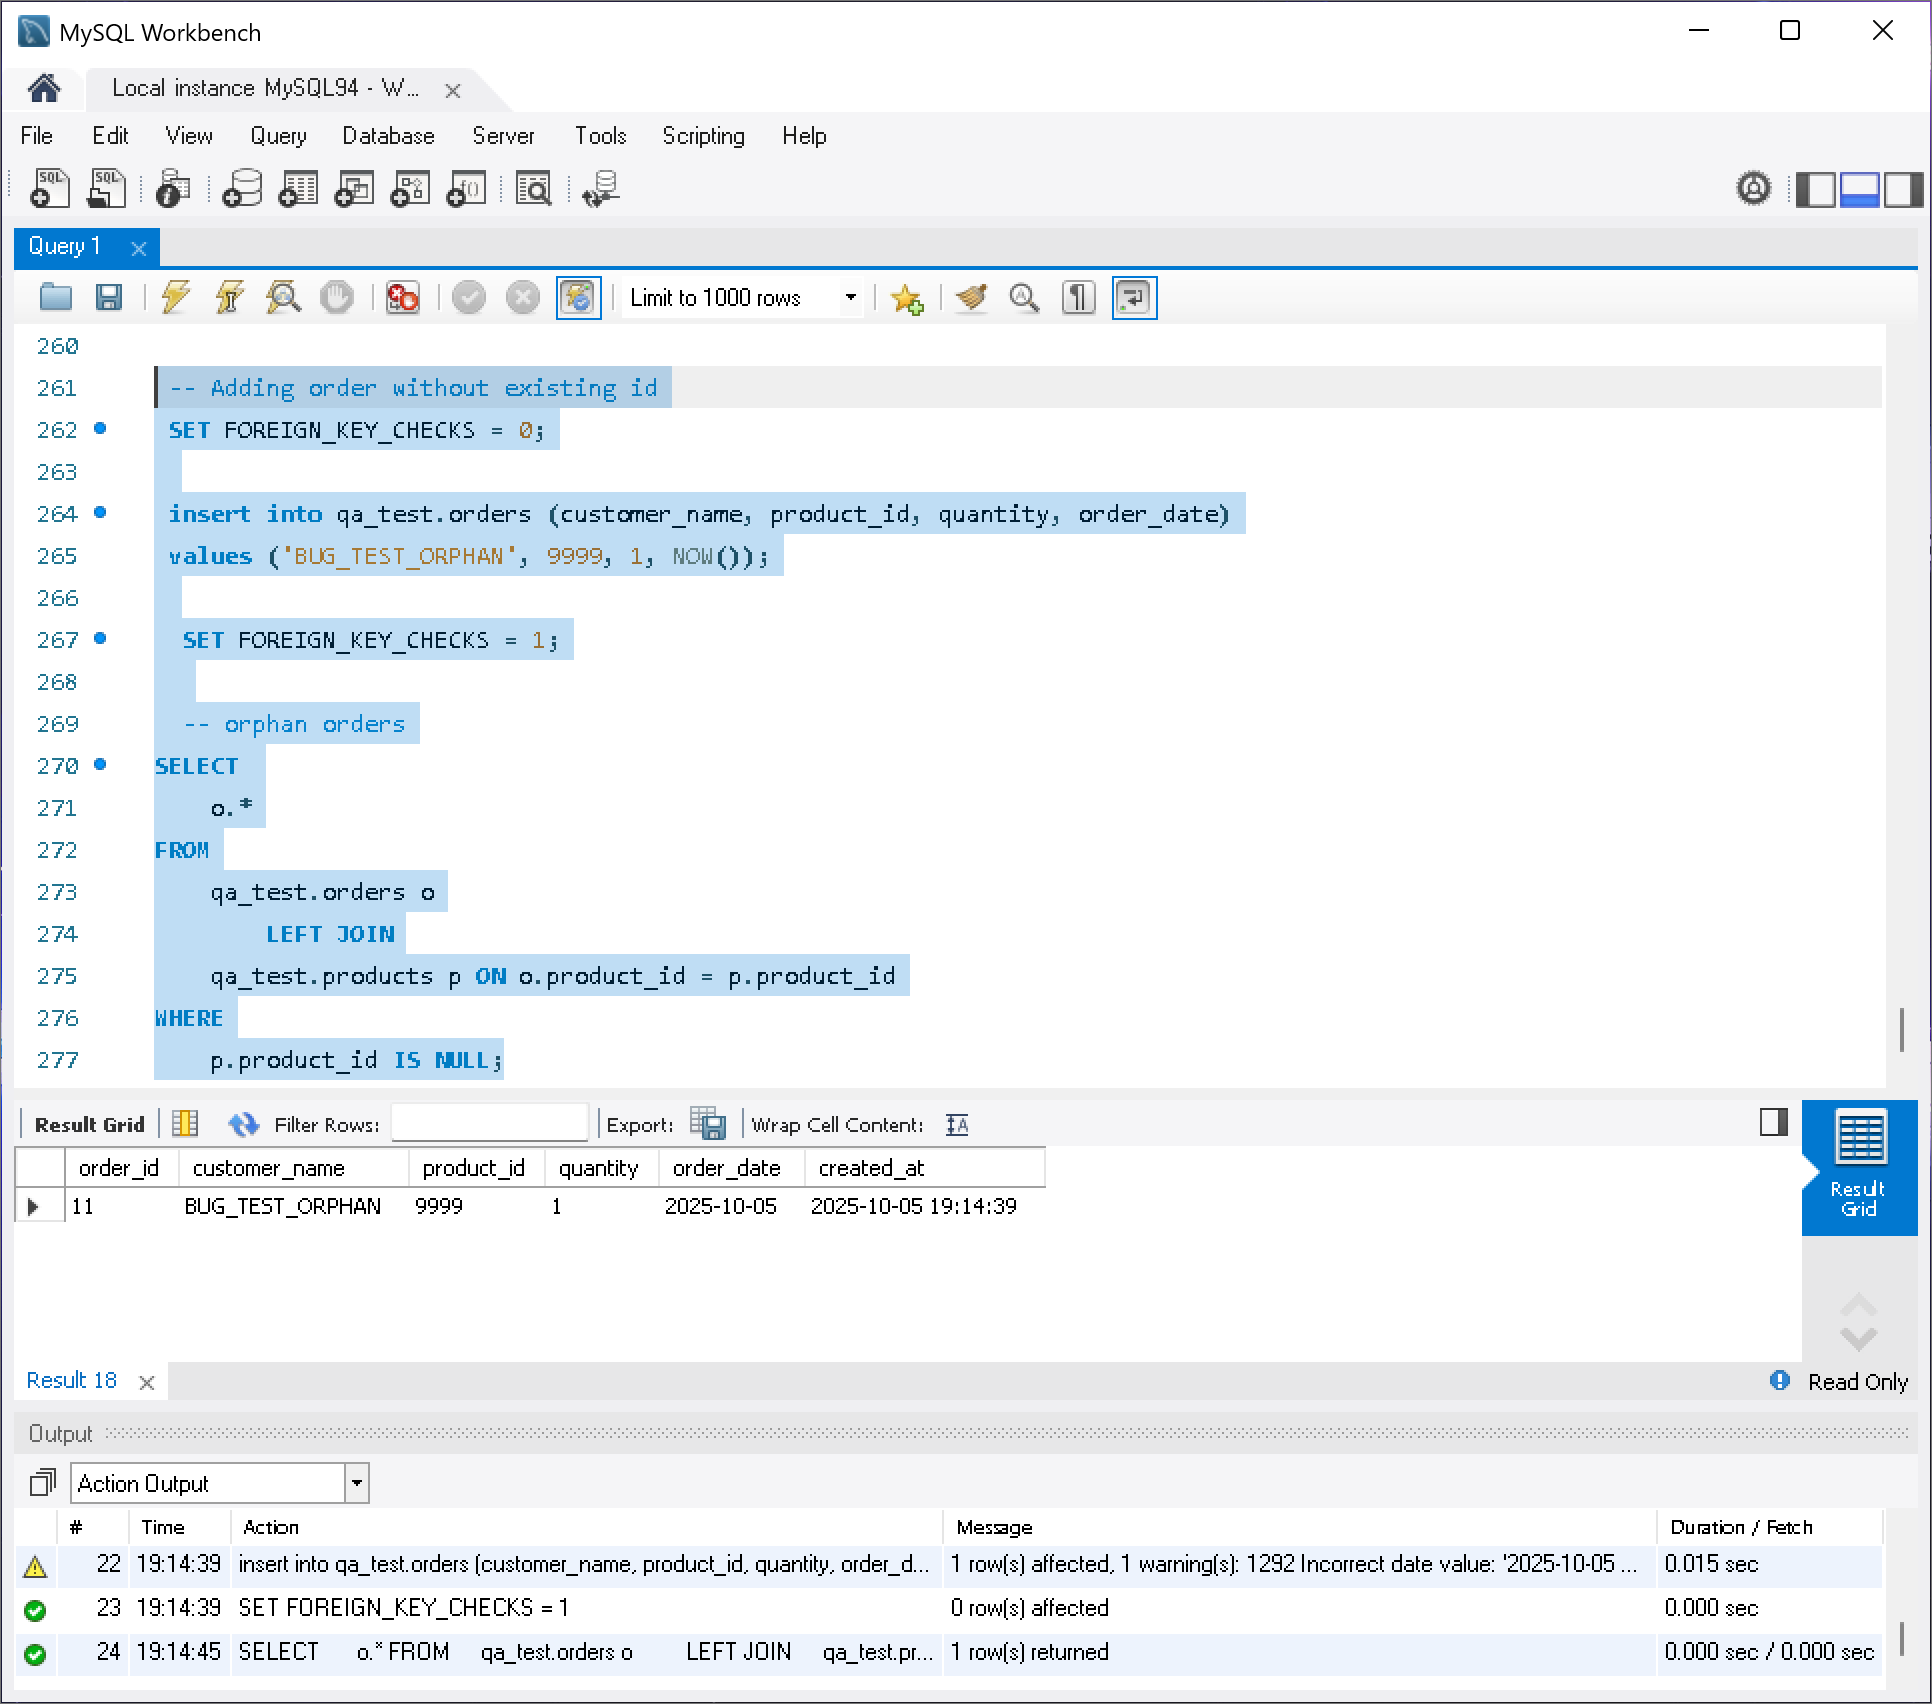 MySQL Workbench
Local instance MySQL94 - W...
File Edit View Query Database Server Tools Scripting Help
Query 1
Limit to 1000 rows
260
261 -- Adding order without existing id
262 SET FOREIGN_KEY_CHECKS = 0;
263
264 insert into qa_test.orders (customer_name, product_id, quantity, order_date)
265 values ('BUG_TEST_ORPHAN', 9999, 1, NOW());
266
267 SET FOREIGN_KEY_CHECKS = 1;
268
269 -- orphan orders
270 SELECT
271 o.*
272 FROM
273 qa_test.orders o
274 LEFT JOIN
275 qa_test.products p ON o.product_id = p.product_id
276 WHERE
277 p.product_id IS NULL;
Result Grid Filter Rows: Export: Wrap Cell Content:
order_id customer_name product_id quantity order_date created_at
11 BUG_TEST_ORPHAN 9999 1 2025-10-05 2025-10-05 19:14:39
Result
Grid
Result 18 Read Only
Output
Action Output
# Time Action Message Duration / Fetch
22 19:14:39 insert into qa_test.orders (customer_name, product_id, quantity, order_d... 1 row(s) affected, 1 warning(s): 1292 Incorrect date value: '2025-10-05 ... 0.015 sec
23 19:14:39 SET FOREIGN_KEY_CHECKS = 1 0 row(s) affected 0.000 sec
24 19:14:45 SELECT o.* FROM qa_test.orders o LEFT JOIN qa_test.pr... 1 row(s) returned 0.000 sec / 0.000 sec